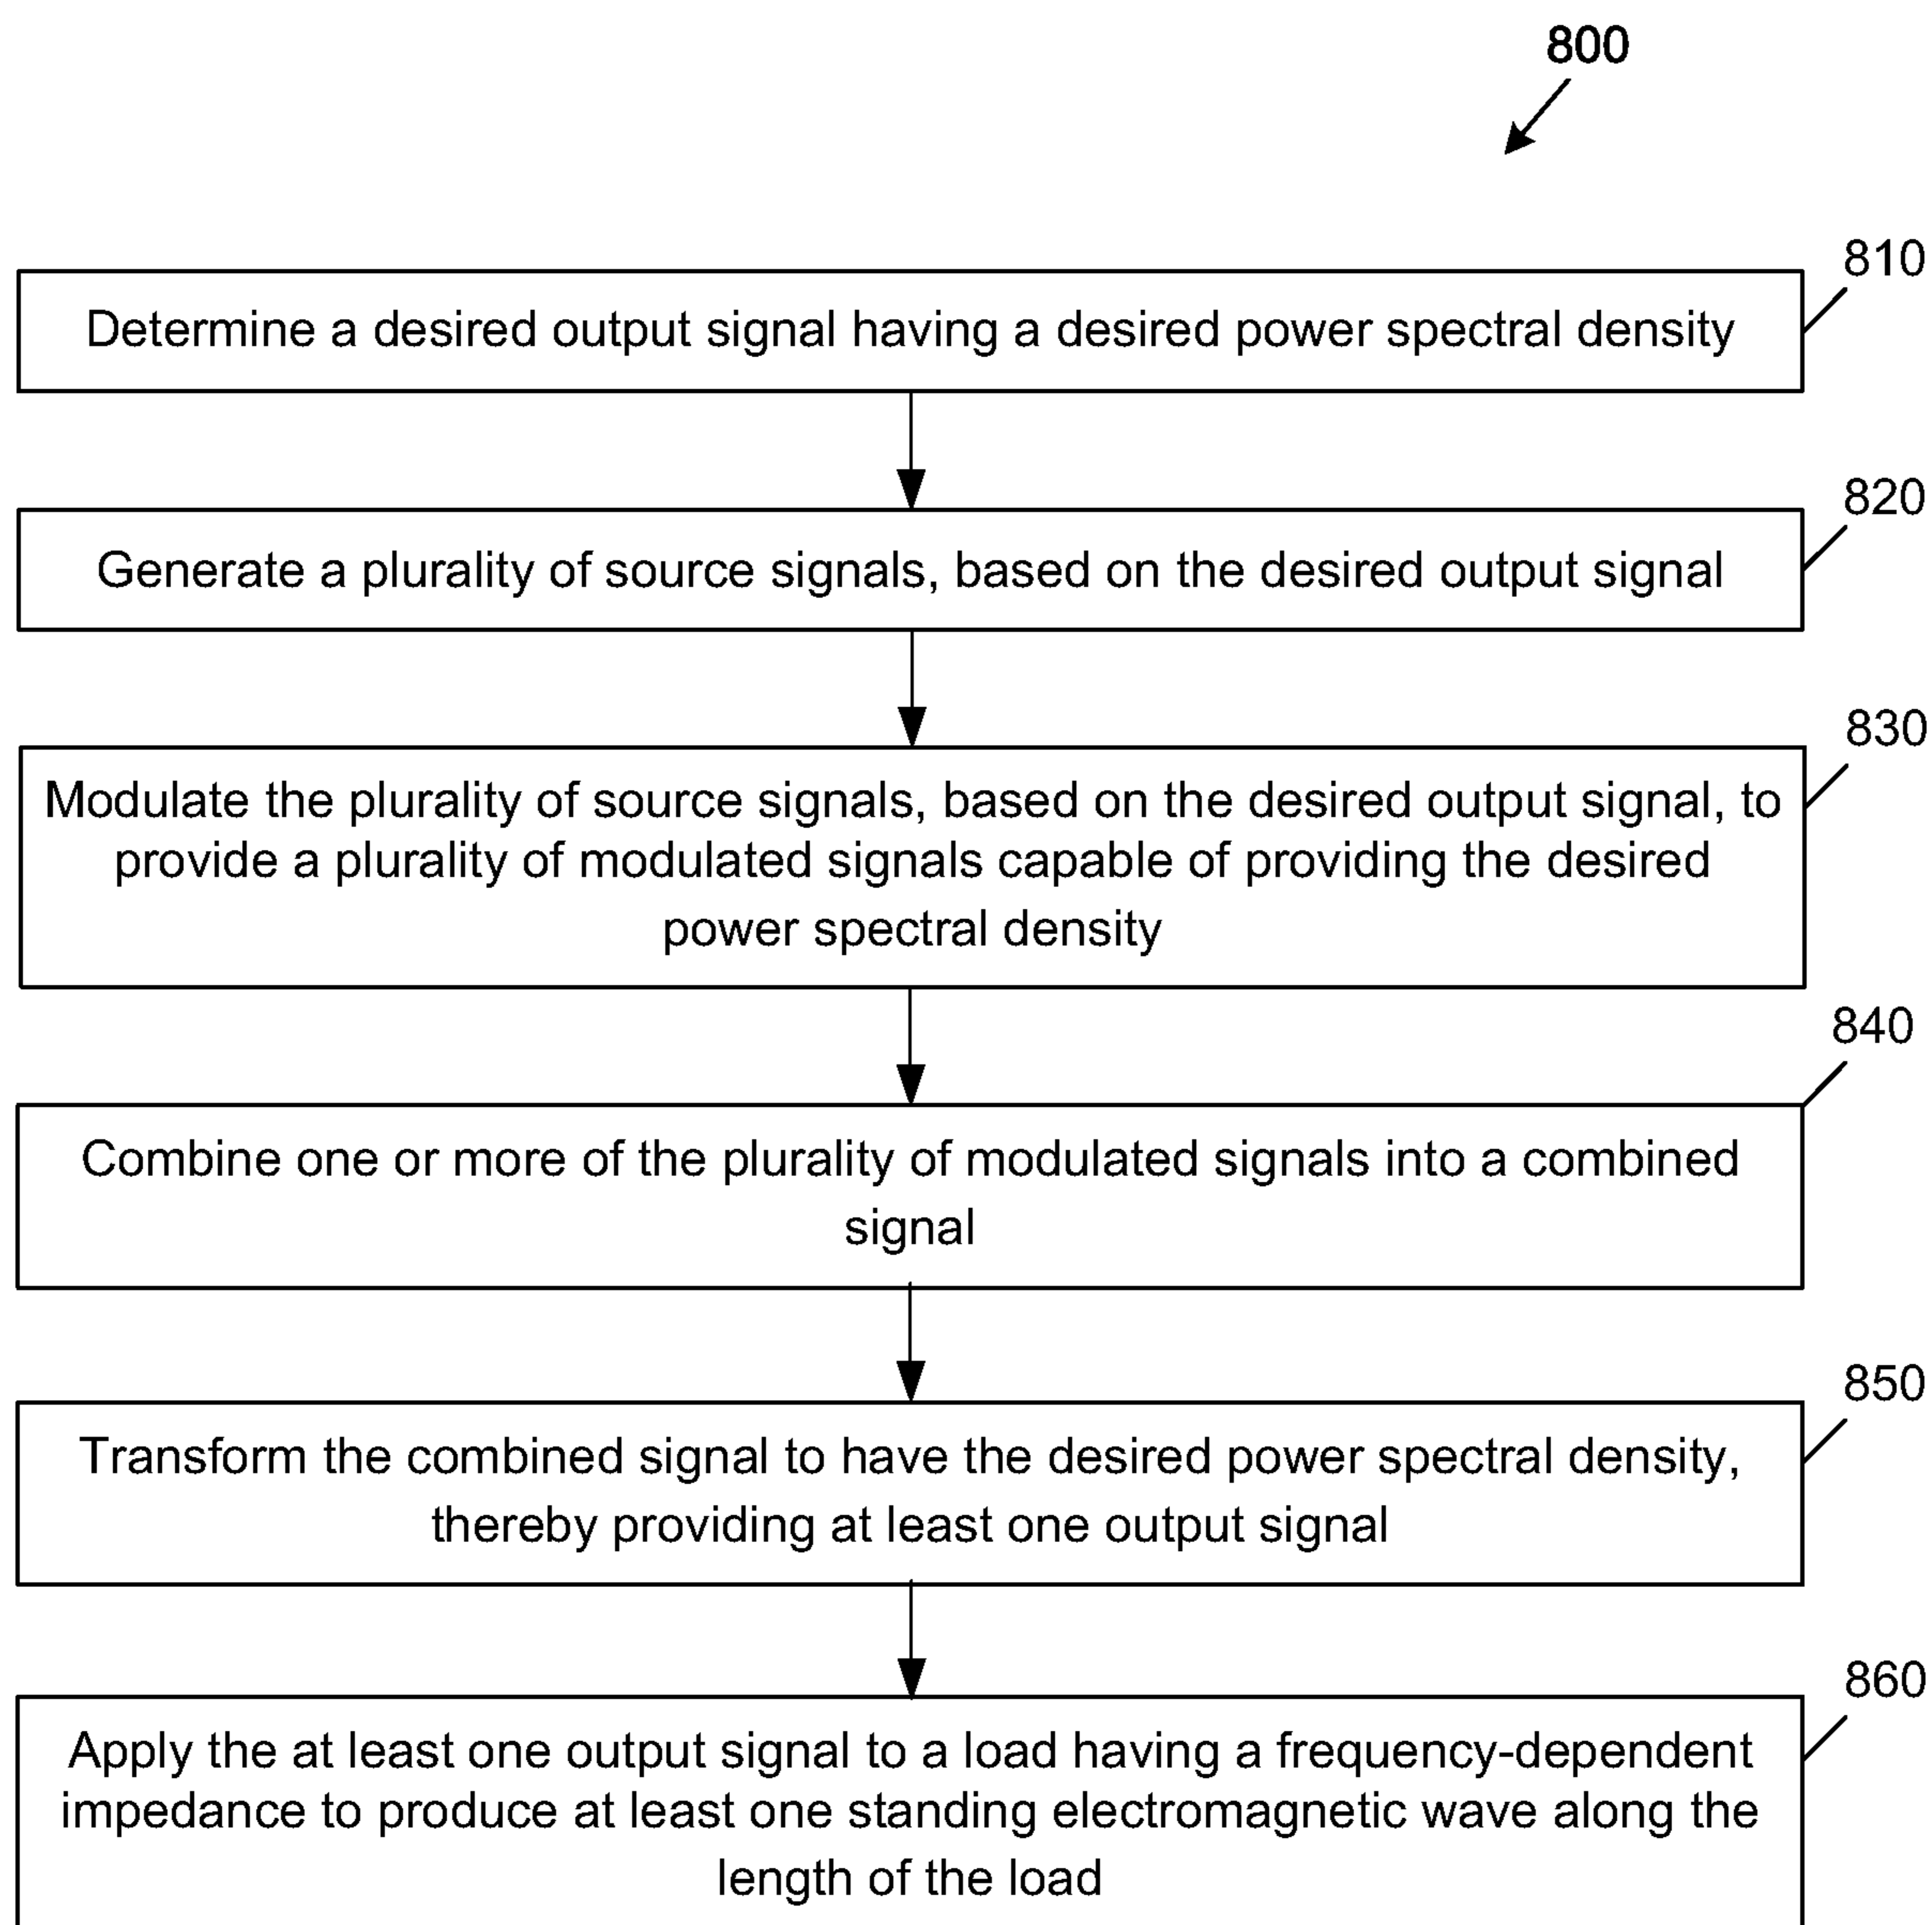 800
810
Determine a desired output signal having a desired power spectral density
820
Generate a plurality of source signals, based on the desired output signal
830
Modulate the plurality of source signals, based on the desired output signal, to
provide a plurality of modulated signals capable of providing the desired
power spectral density
840
Combine one or more of the plurality of modulated signals into a combined
signal
850
Transform the combined signal to have the desired power spectral density,
thereby providing at least one output signal
860
Apply the at least one output signal to a load having a frequency-dependent
impedance to produce at least one standing electromagnetic wave along the
length of the load